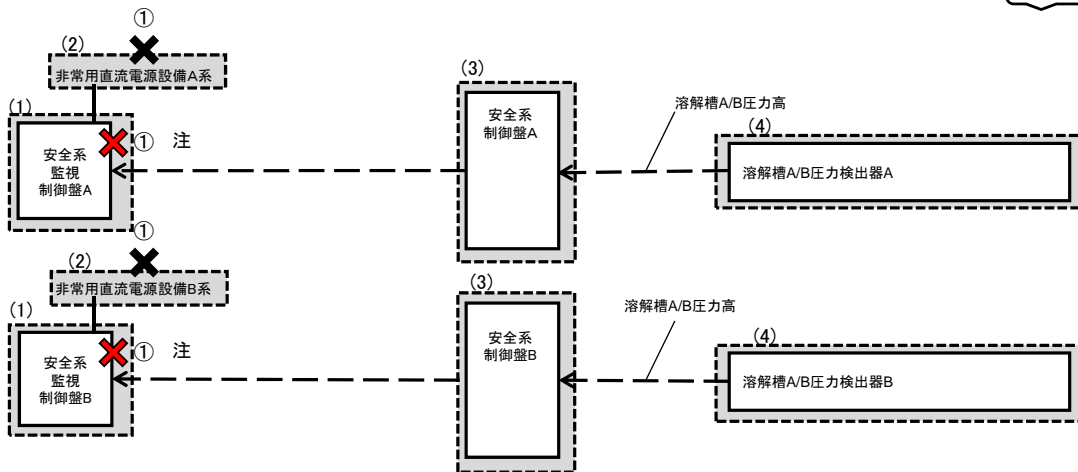 ①
(2)
非常用直流電源設備A系
(1)
安全系
監視
制御盤A
① 注
(3)
安全系
制御盤A
溶解槽A/B圧力高
(4)
溶解槽A/B圧力検出器A
①
(2)
非常用直流電源設備B系
(1)
安全系
監視
制御盤B
① 注
(3)
安全系
制御盤B
溶解槽A/B圧力高
(4)
溶解槽A/B圧力検出器B